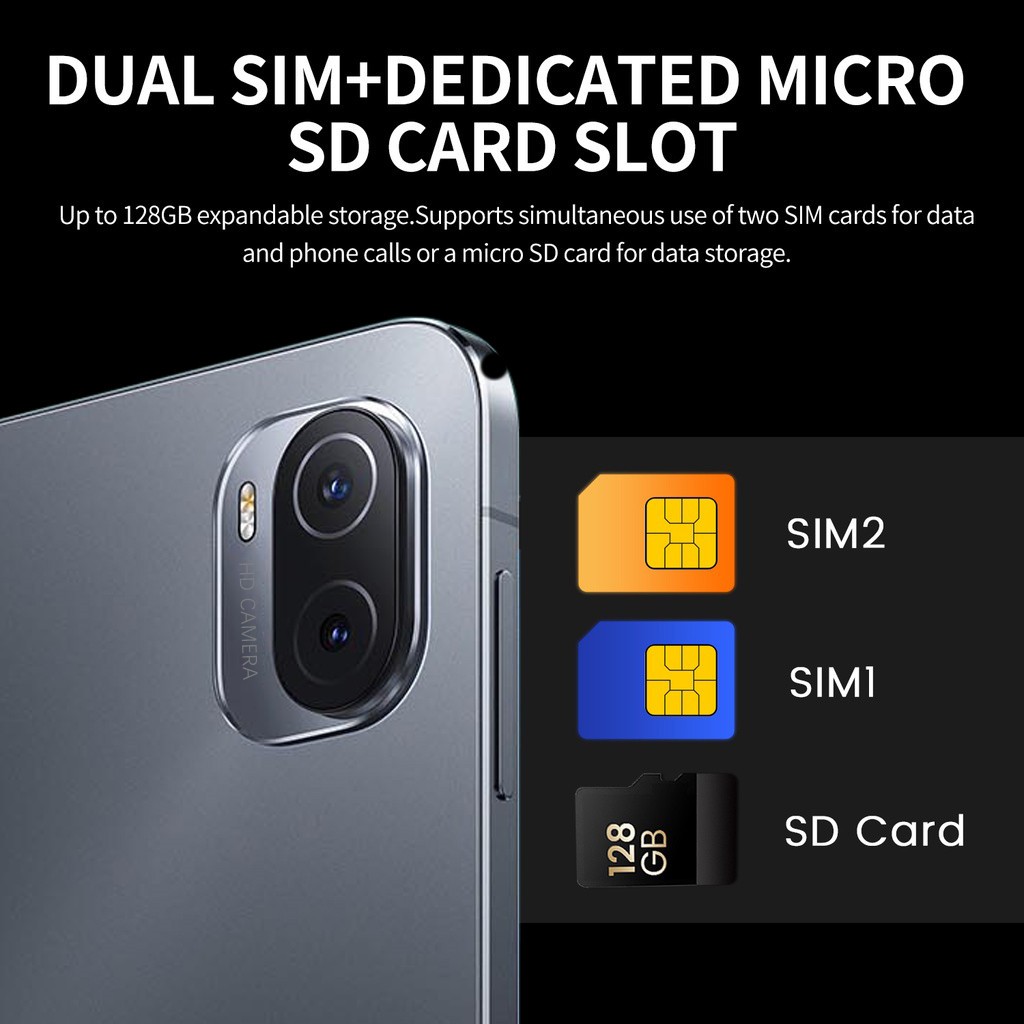 DUAL SIM+DEDICATED MICRO
SD CARD SLOT
Up to 128GB expandable storage.Supports simultaneous use of two SIM cards for data
and phone calls or a micro SD card for data storage.
HD CAMERA
SIM2
SIM1
128
GB
SD Card